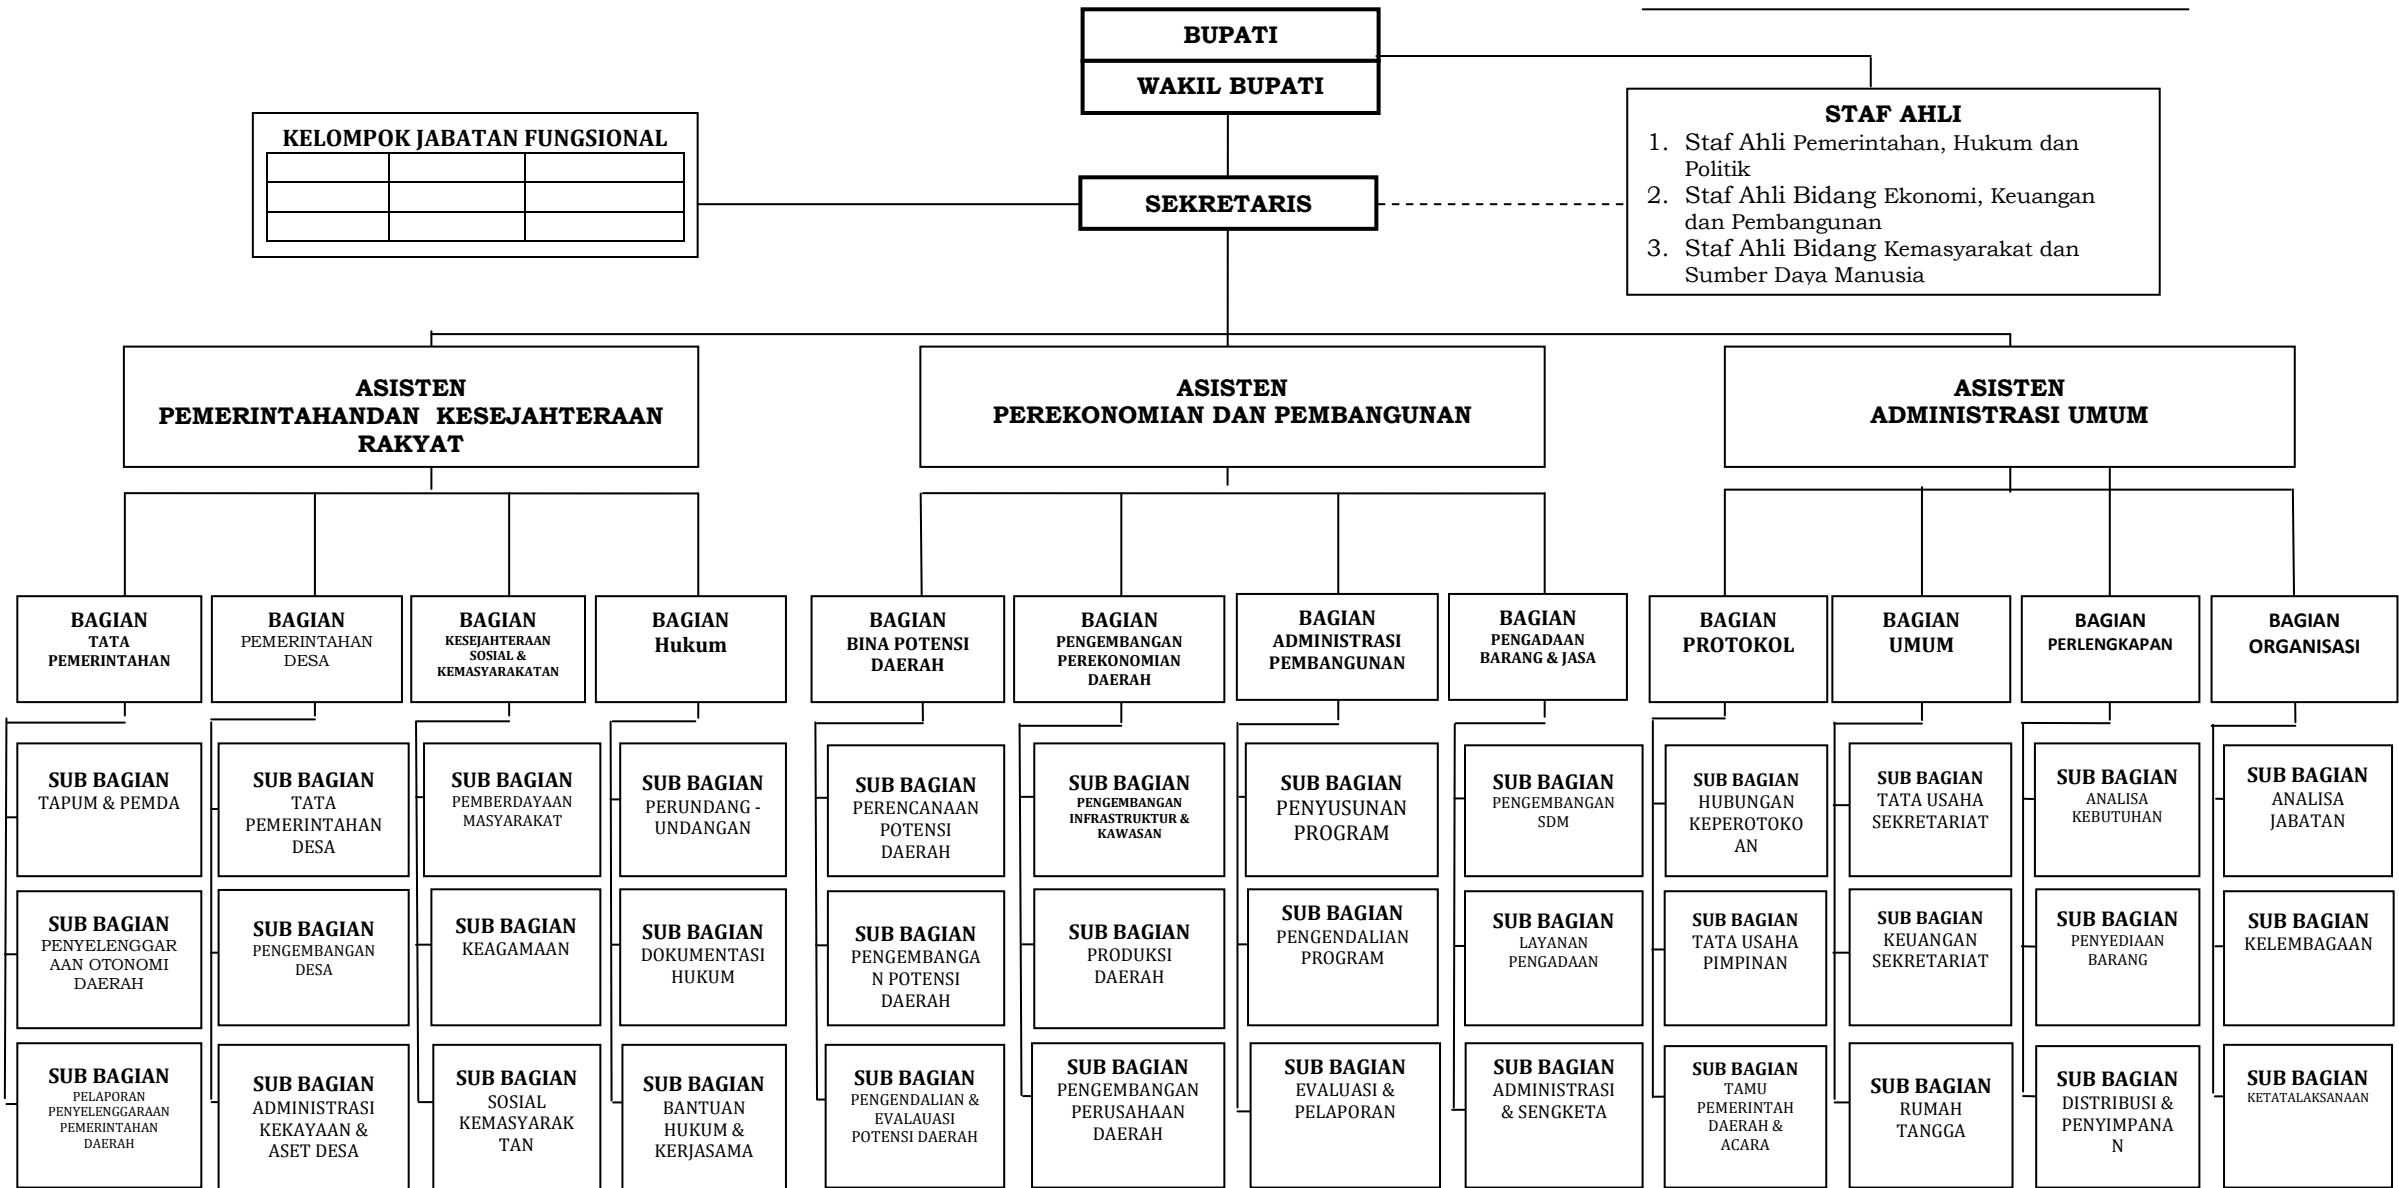 BUPATI
WAKIL BUPATI
STAF AHLI
1. Staf Ahli Pemerintahan, Hukum dan
Politik
2. Staf Ahli Bidang Ekonomi, Keuangan
dan Pembangunan
3. Staf Ahli Bidang Kemasyarakat dan
Sumber Daya Manusia
KELOMPOK JABATAN FUNGSIONAL
SEKRETARIS
ASISTEN
PEMERINTAHANDAN KESEJAHTERAAN
RAKYAT
ASISTEN
PEREKONOMIAN DAN PEMBANGUNAN
ASISTEN
ADMINISTRASI UMUM
BAGIAN
TATA
PEMERINTAHAN
BAGIAN
PEMERINTAHAN
DESA
BAGIAN
KESEJAHTERAAN
SOSIAL &
KEMASYARAKATAN
BAGIAN
Hukum
BAGIAN
BINA POTENSI
DAERAH
BAGIAN
PENGEMBANGAN
PEREKONOMIAN
DAERAH
BAGIAN
ADMINISTRASI
PEMBANGUNAN
BAGIAN
PENGADAAN
BARANG & JASA
BAGIAN
PROTOKOL
BAGIAN
UMUM
BAGIAN
PERLENGKAPAN
BAGIAN
ORGANISASI
SUB BAGIAN
TAPUM & PEMDA
SUB BAGIAN
TATA
PEMERINTAHAN
DESA
SUB BAGIAN
PEMBERDAYAAN
MASYARAKAT
SUB BAGIAN
PERUNDANG -
UNDANGAN
SUB BAGIAN
PERENCANAAN
POTENSI
DAERAH
SUB BAGIAN
PENGEMBANGAN
INFRASTRUKTUR &
KAWASAN
SUB BAGIAN
PENYUSUNAN
PROGRAM
SUB BAGIAN
PENGEMBANGAN
SDM
SUB BAGIAN
HUBUNGAN
KEPEROTOKO
AN
SUB BAGIAN
TATA USAHA
SEKRETARIAT
SUB BAGIAN
ANALISA
KEBUTUHAN
SUB BAGIAN
ANALISA
JABATAN
SUB BAGIAN
PENYELENGGAR
AAN OTONOMI
DAERAH
SUB BAGIAN
PENGEMBANGAN
DESA
SUB BAGIAN
KEAGAMAAN
SUB BAGIAN
DOKUMENTASI
HUKUM
SUB BAGIAN
PENGEMBANGA
N POTENSI
DAERAH
SUB BAGIAN
PRODUKSI
DAERAH
SUB BAGIAN
PENGENDALIAN
PROGRAM
SUB BAGIAN
LAYANAN
PENGADAAN
SUB BAGIAN
TATA USAHA
PIMPINAN
SUB BAGIAN
KEUANGAN
SEKRETARIAT
SUB BAGIAN
PENYEDIAAN
BARANG
SUB BAGIAN
KELEMBAGAAN
SUB BAGIAN
PELAPORAN
PENYELENGGARAAN
PEMERINTAHAN
DAERAH
SUB BAGIAN
ADMINISTRASI
KEKAYAAN &
ASET DESA
SUB BAGIAN
SOSIAL
KEMASYARAK
TAN
SUB BAGIAN
BANTUAN
HUKUM &
KERJASAMA
SUB BAGIAN
PENGENDALIAN &
EVALAUASI
POTENSI DAERAH
SUB BAGIAN
PENGEMBANGAN
PERUSAHAAN
DAERAH
SUB BAGIAN
EVALUASI &
PELAPORAN
SUB BAGIAN
ADMINISTRASI
& SENGKETA
SUB BAGIAN
TAMU
PEMERINTAH
DAERAH &
ACARA
SUB BAGIAN
RUMAH
TANGGA
SUB BAGIAN
DISTRIBUSI &
PENYIMPANA
N
SUB BAGIAN
KETATALAKSANAAN